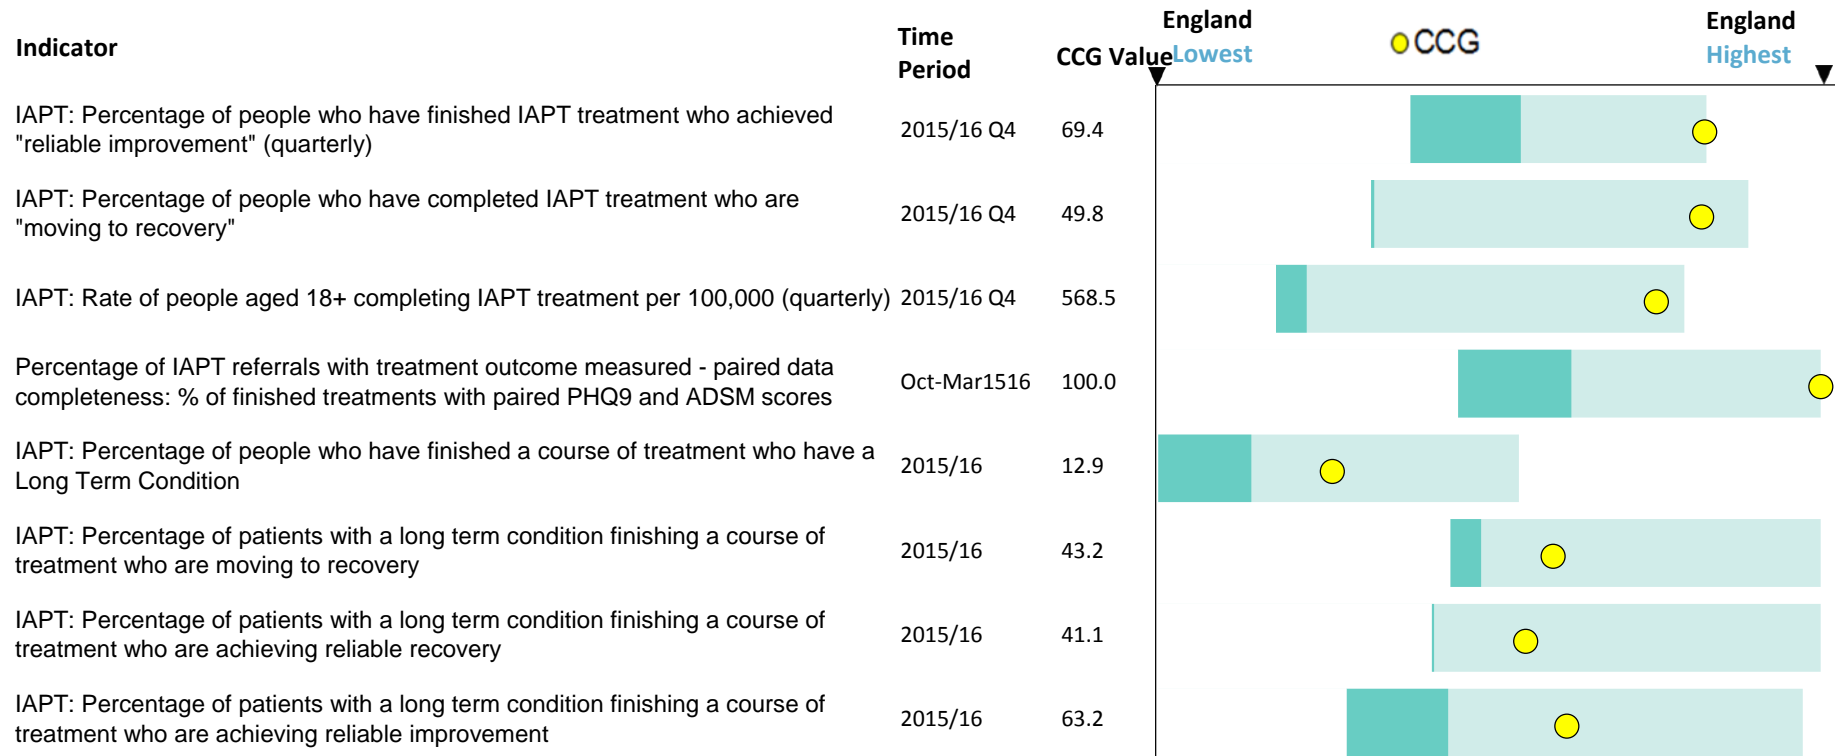 Indicator
Time
Period
CCG Value
England
Lowest
CCG
England
Highest
IAPT: Percentage of people who have finished IAPT treatment who achieved
"reliable improvement" (quarterly)
2015/16 Q4
69.4
IAPT: Percentage of people who have completed IAPT treatment who are
"moving to recovery"
2015/16 Q4
49.8
IAPT: Rate of people aged 18+ completing IAPT treatment per 100,000 (quarterly)
2015/16 Q4
568.5
Percentage of IAPT referrals with treatment outcome measured - paired data
completeness: % of finished treatments with paired PHQ9 and ADSM scores
Oct-Mar1516
100.0
IAPT: Percentage of people who have finished a course of treatment who have a
Long Term Condition
2015/16
12.9
IAPT: Percentage of patients with a long term condition finishing a course of
treatment who are moving to recovery
2015/16
43.2
IAPT: Percentage of patients with a long term condition finishing a course of
treatment who are achieving reliable recovery
2015/16
41.1
IAPT: Percentage of patients with a long term condition finishing a course of
treatment who are achieving reliable improvement
2015/16
63.2